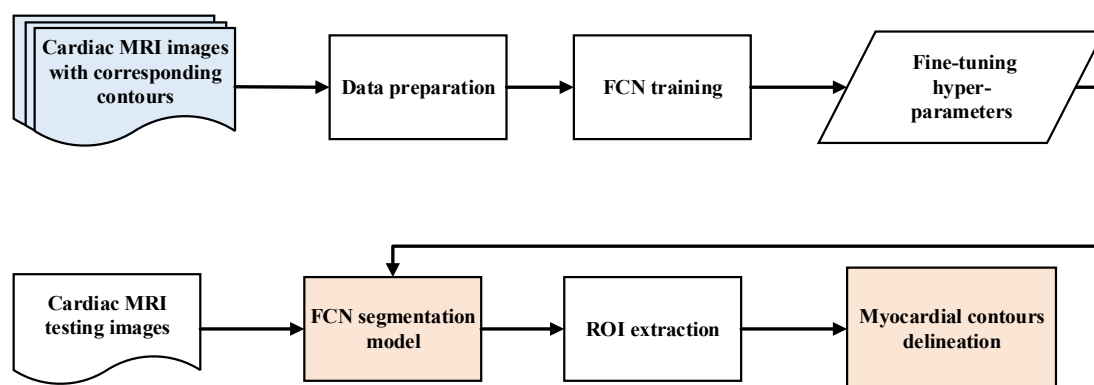 Cardiac MRI images
with corresponding
contours
Data preparation
FCN training
Fine-tuning
hyper-
parameters
Cardiac MRI
testing images
FCN segmentation
model
ROI extraction
Myocardial contours
delineation